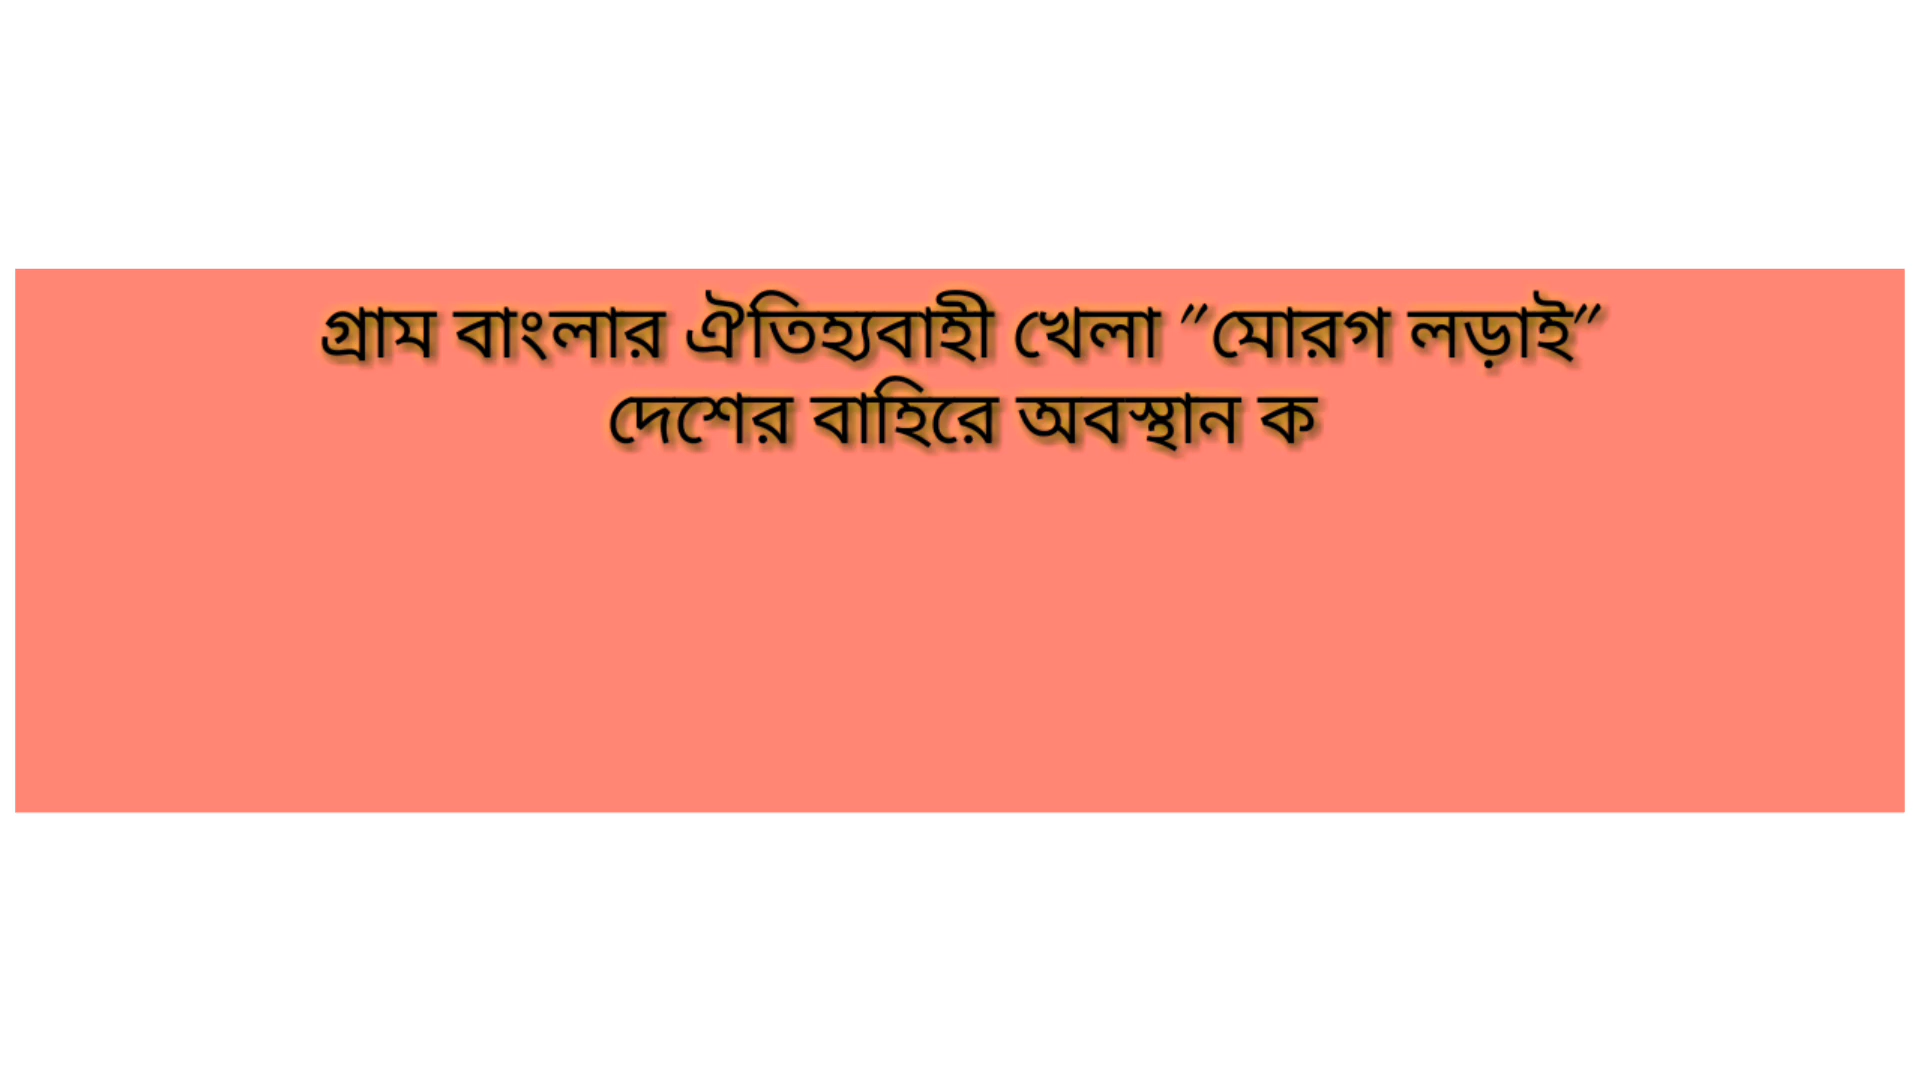 গ্রাম বাংলার ঐতিহ্যবাহী খেলা "মোরগ লড়াই"
দেশের বাহিরে অবস্থান ক